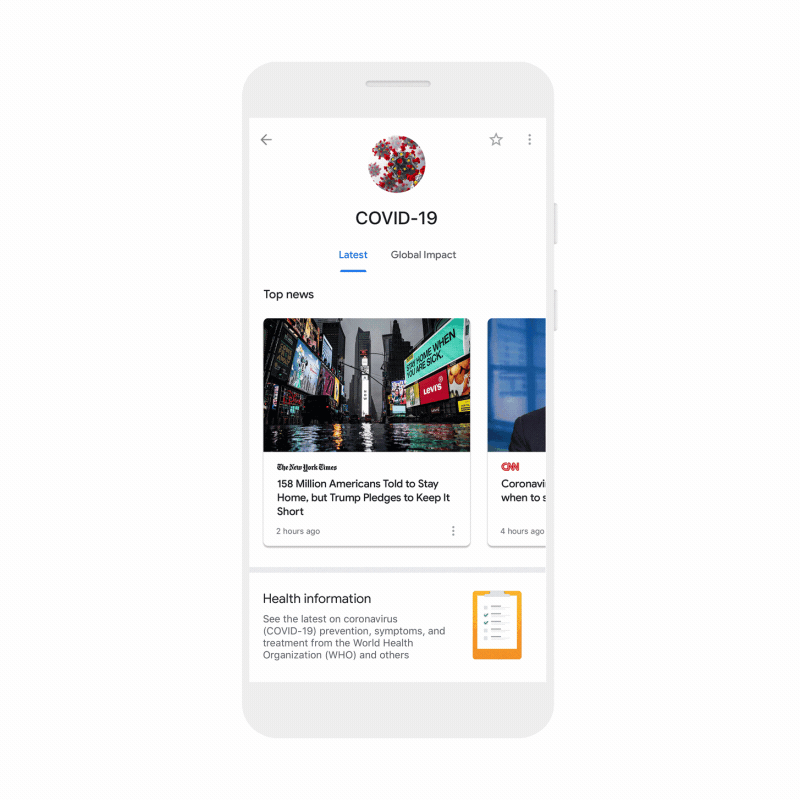 COVID-19
Latest
Global Impact
Top news
STAY HOME WHEN
YOU ARE SICK.
LEVI'S
The New York Times
158 Million Americans Told to Stay
Home, but Trump Pledges to Keep It
Short
2 hours ago
CNN
Coronavi
when to s
4 hours ago
Health information
See the latest on coronavirus
(COVID-19) prevention, symptoms, and
treatment from the World Health
Organization (WHO) and others